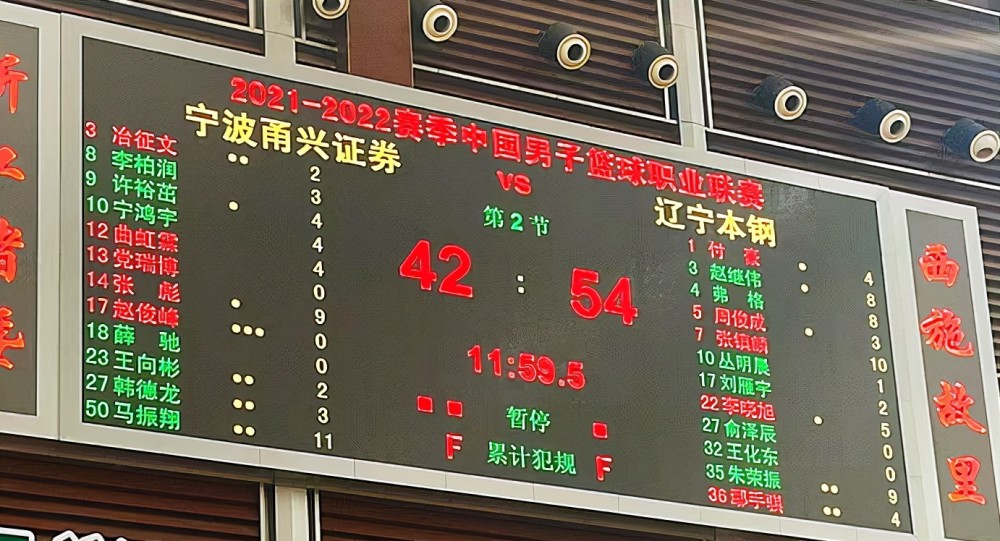 2021-2022赛季中国男子篮球职业联赛
宁波甬兴证券
vs
辽宁本钢
第2节
42 : 54
11:59.5
暂停
F 累计犯规 F
3 冶征文 2
8 李柏润 3
9 许裕茁 4
10 宁鸿宇 4
12 曲虹霖 4
13 党瑞博 0
14 张 彪 9
17 赵俊峰 0
18 薛 驰 0
23 王向彬 2
27 韩德龙 3
50 马振翔 11
1 付 豪 4
3 赵继伟 8
4 弗 格 8
5 周俊成 3
7 张镇麟 10
10 丛明晨 1
17 刘雁宇 2
22 李晓旭 5
27 俞泽辰 0
32 王化东 0
35 朱荣振 9
36 鄢手骐 4
西施故里